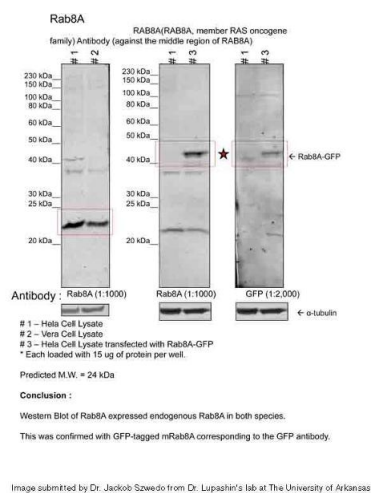 Rab8A
RAB8A(RAB8A, member RAS oncogene
family) Antibody (against the middle region of RAB8A)
# 1
# 2
# 1
# 3
# 1
# 3
230 kDa
150 kDa
100 kDa
80 kDa
60 kDa
50 kDa
40 kDa
30 kDa
25 kDa
20 kDa
230 kDa
150 kDa
100 kDa
80 kDa
60 kDa
50 kDa
40 kDa
30 kDa
25 kDa
20 kDa
★
← Rab8A-GFP
Antibody : Rab8A (1:1000) Rab8A (1:1000) GFP (1:2,000)
← α-tubulin
# 1 – Hela Cell Lysate
# 2 – Vera Cell Lysate
# 3 – Hela Cell Lysate transfected with Rab8A-GFP
* Each loaded with 15 ug of protein per well.
Predicted M.W. = 24 kDa
Conclusion :
Western Blot of Rab8A expressed endogenous Rab8A in both species.
This was confirmed with GFP-tagged mRab8A corresponding to the GFP antibody.
Image submitted by Dr. Jackob Szwedo from Dr. Lupashin's lab at The University of Arkansas